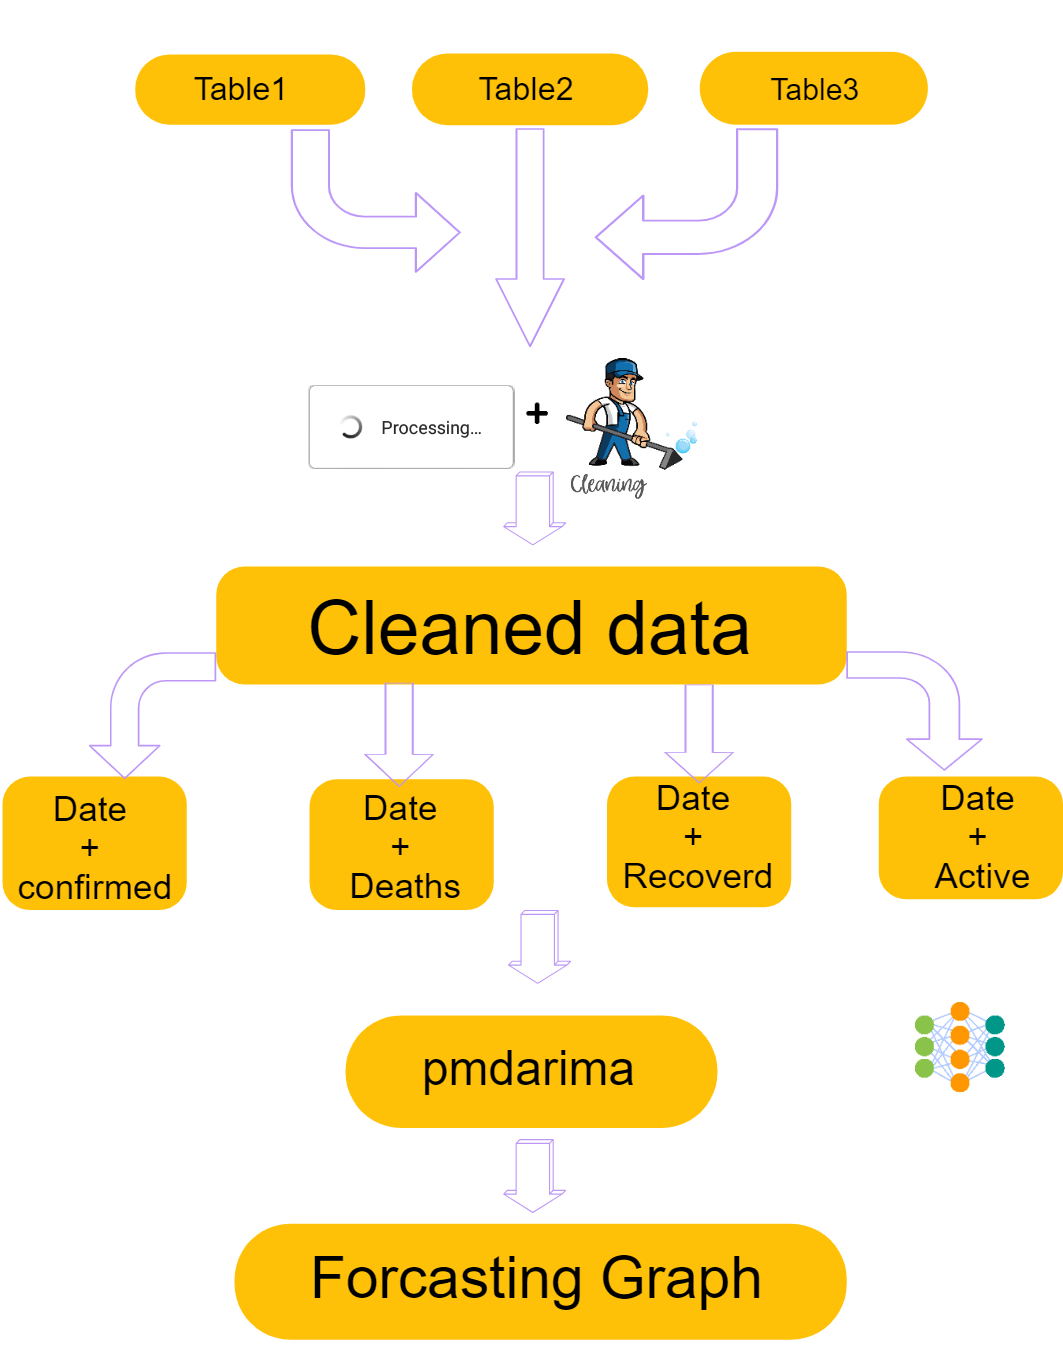 Table1
Table2
Table3
Processing...
+
Cleaning
Cleaned data
Date
+
confirmed
Date
+
Deaths
Date
+
Recoverd
Date
+
Active
pmdarima
Forcasting Graph